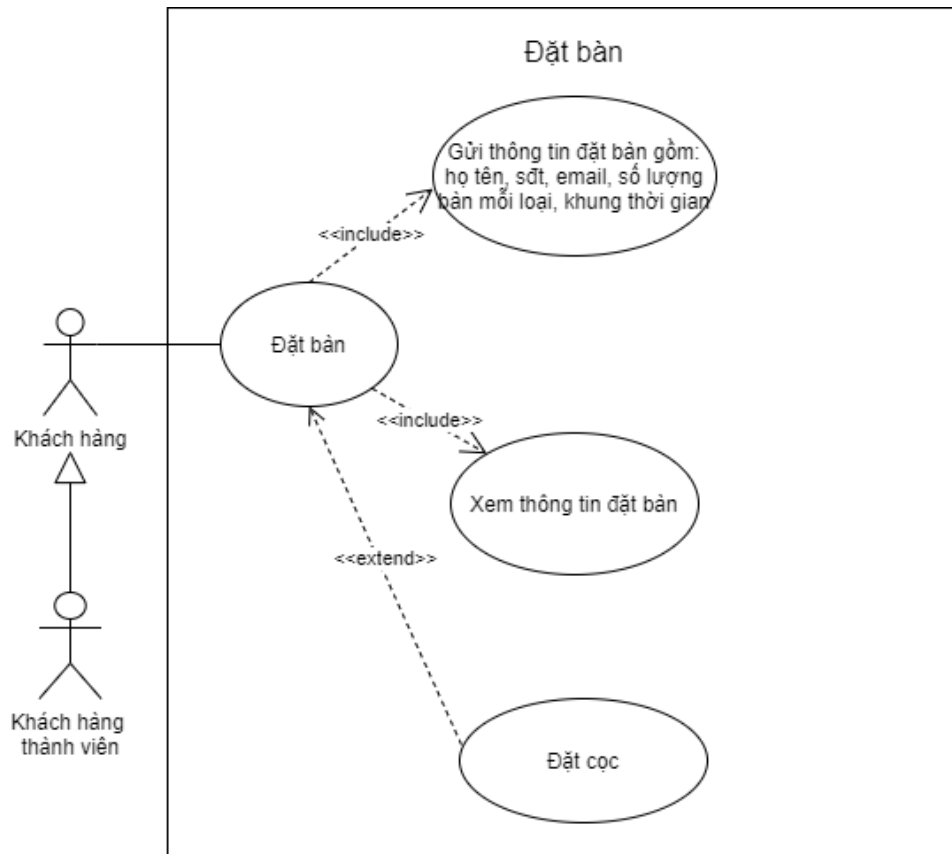 Đặt bàn
Gửi thông tin đặt bàn gồm:
họ tên, sđt, email, số lượng
bàn mỗi loại, khung thời gian
<<include>>
Đặt bàn
<<include>>
Khách hàng
Xem thông tin đặt bàn
<<extend>>
Khách hàng
thành viên
Đặt cọc